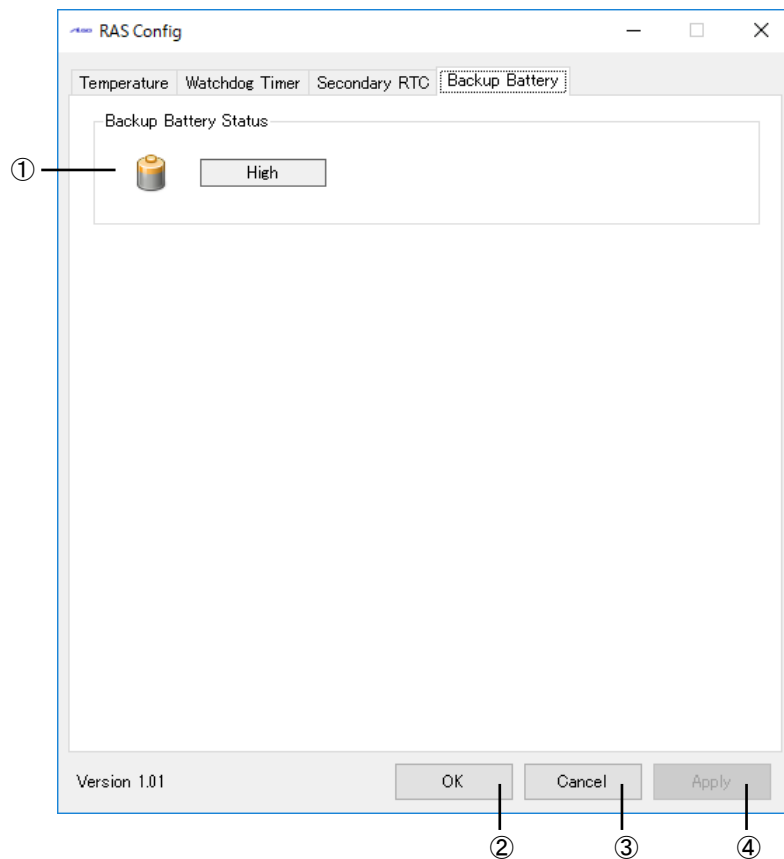 RAS Config
Temperature Watchdog Timer Secondary RTC Backup Battery
Backup Battery Status
① High
Version 1.01 OK Cancel Apply
② ③ ④